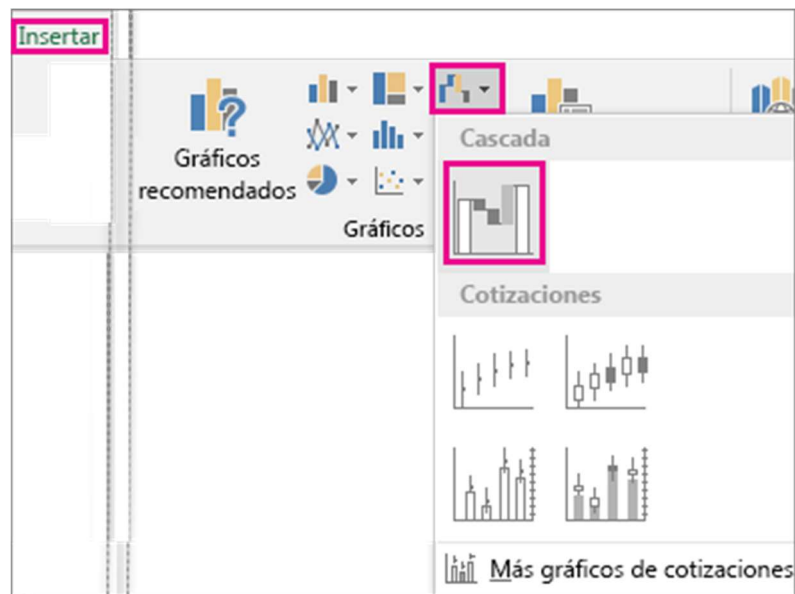 Insertar
Gráficos
recomendados
Gráficos
Cascada
Cotizaciones
Más gráficos de cotizaciones